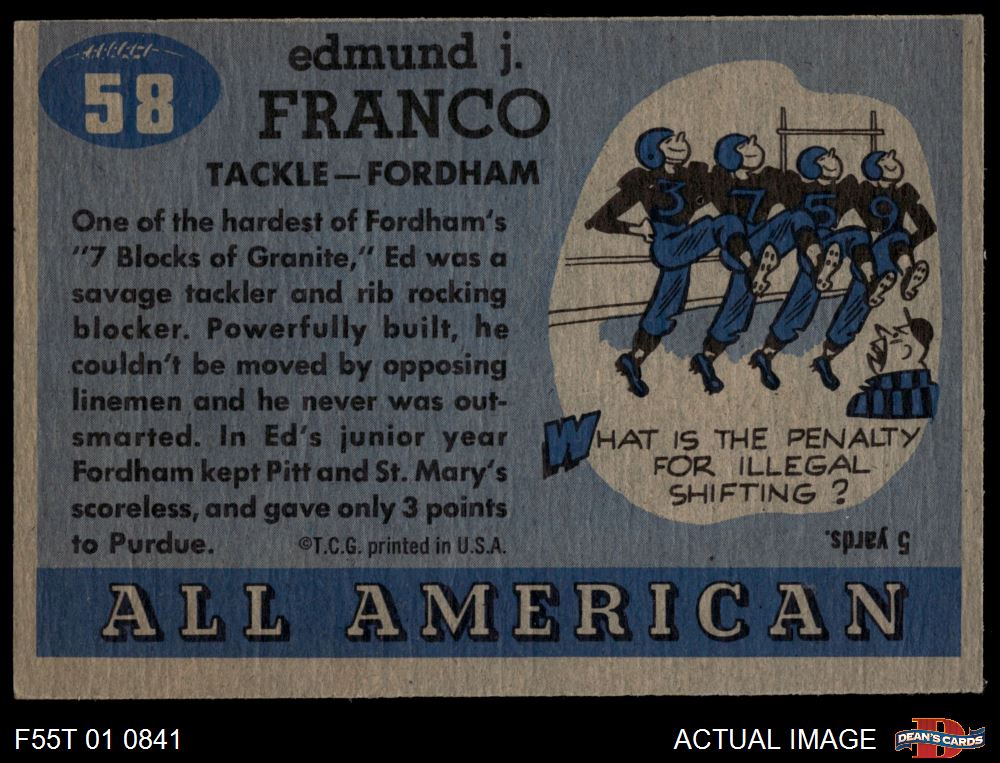 58
edmund j.
FRANCO
TACKLE—FORDHAM
One of the hardest of Fordham's
"7 Blocks of Granite," Ed was a
savage tackler and rib rocking
blocker. Powerfully built, he
couldn't be moved by opposing
linemen and he never was out-
smarted. In Ed's junior year
Fordham kept Pitt and St. Mary's
scoreless, and gave only 3 points
to Purdue.
©T.C.G. printed in U.S.A.
3 7 5 9
WHAT IS THE PENALTY
FOR ILLEGAL
SHIFTING ?
5 yards.
ALL AMERICAN
F55T 01 0841
ACTUAL IMAGE
DEAN'S CARDS